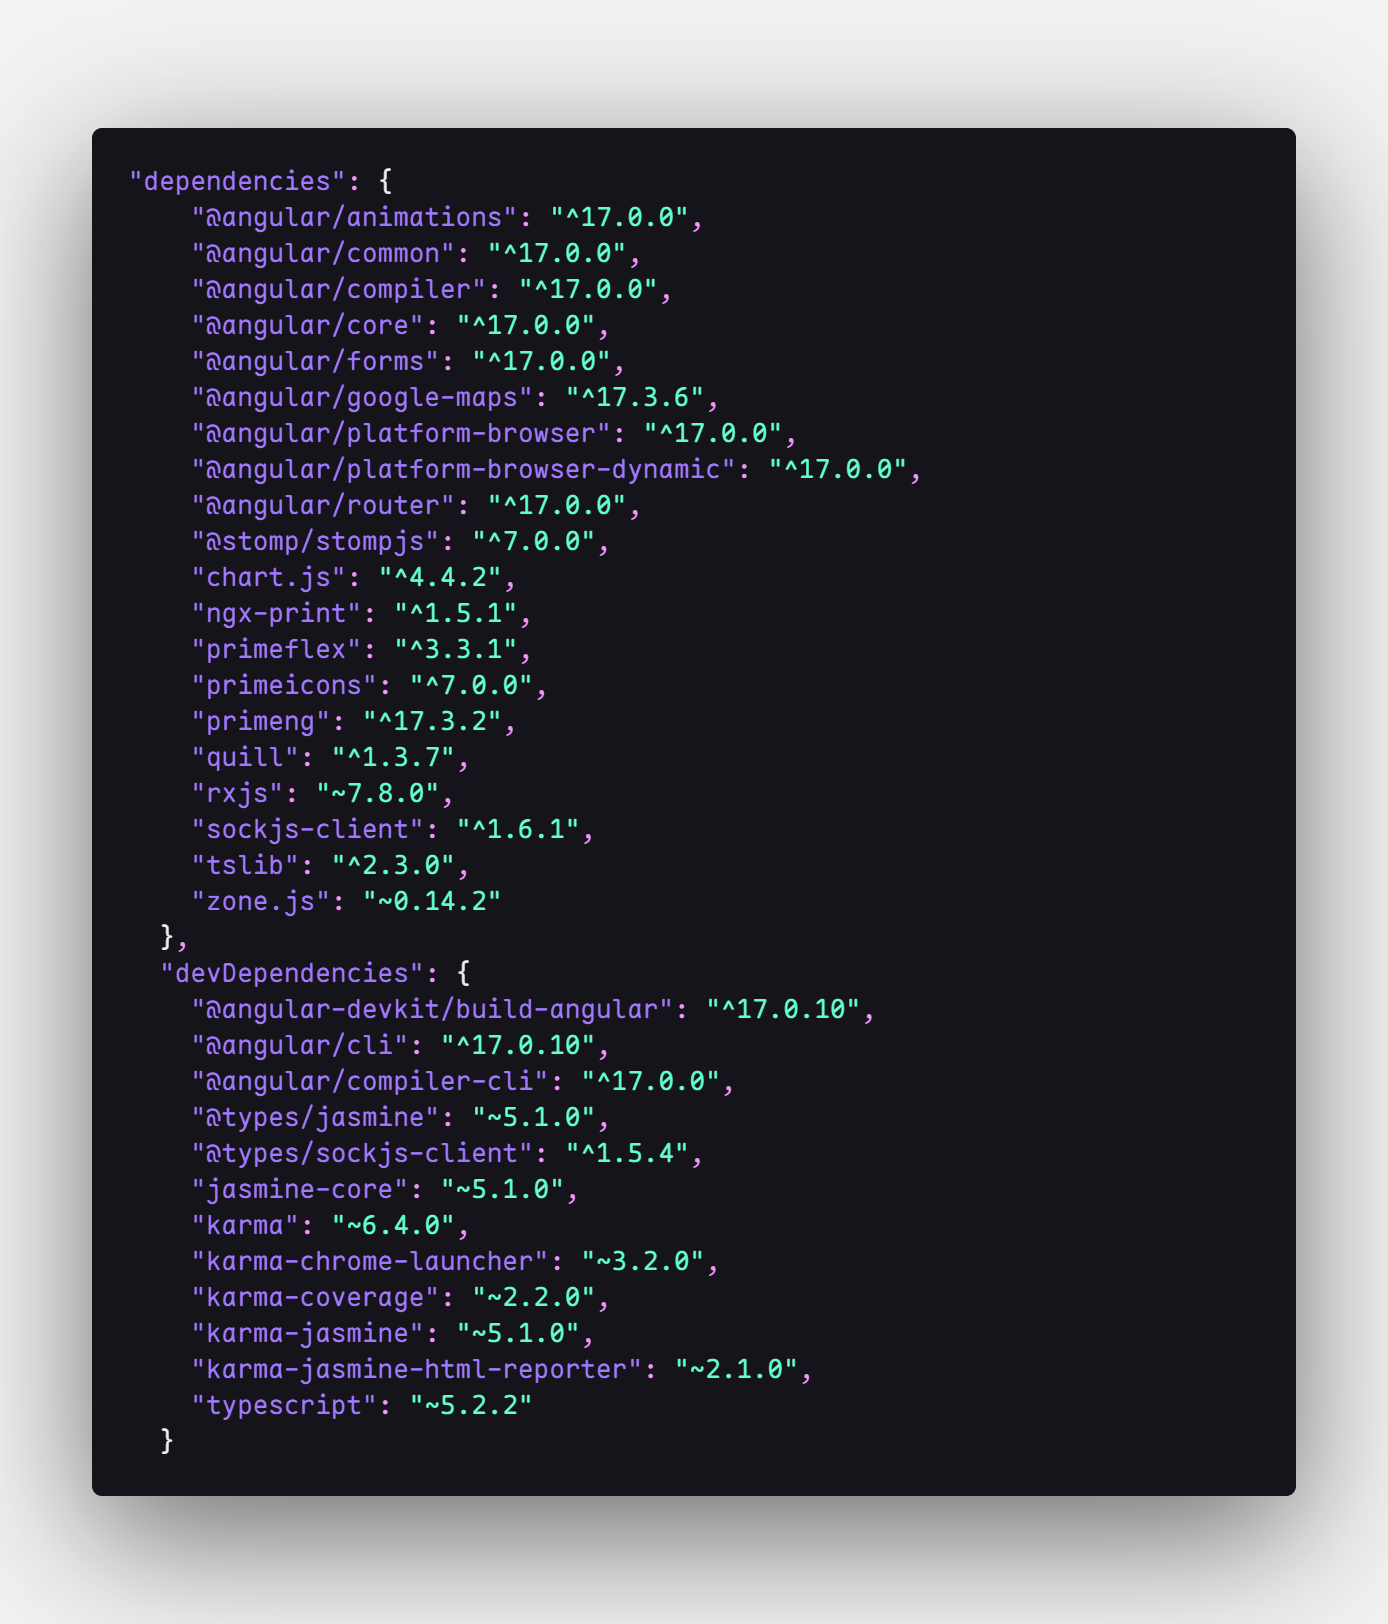 "dependencies": {
"@angular/animations": "^17.0.0",
"@angular/common": "^17.0.0",
"@angular/compiler": "^17.0.0",
"@angular/core": "^17.0.0",
"@angular/forms": "^17.0.0",
"@angular/google-maps": "^17.3.6",
"@angular/platform-browser": "^17.0.0",
"@angular/platform-browser-dynamic": "^17.0.0",
"@angular/router": "^17.0.0",
"@stomp/stompjs": "^7.0.0",
"chart.js": "^4.4.2",
"ngx-print": "^1.5.1",
"primeflex": "^3.3.1",
"primeicons": "^7.0.0",
"primeng": "^17.3.2",
"quill": "^1.3.7",
"rxjs": "~7.8.0",
"sockjs-client": "^1.6.1",
"tslib": "^2.3.0",
"zone.js": "~0.14.2"
},
"devDependencies": {
"@angular-devkit/build-angular": "^17.0.10",
"@angular/cli": "^17.0.10",
"@angular/compiler-cli": "^17.0.0",
"@types/jasmine": "~5.1.0",
"@types/sockjs-client": "^1.5.4",
"jasmine-core": "~5.1.0",
"karma": "~6.4.0",
"karma-chrome-launcher": "~3.2.0",
"karma-coverage": "~2.2.0",
"karma-jasmine": "~5.1.0",
"karma-jasmine-html-reporter": "~2.1.0",
"typescript": "~5.2.2"
}